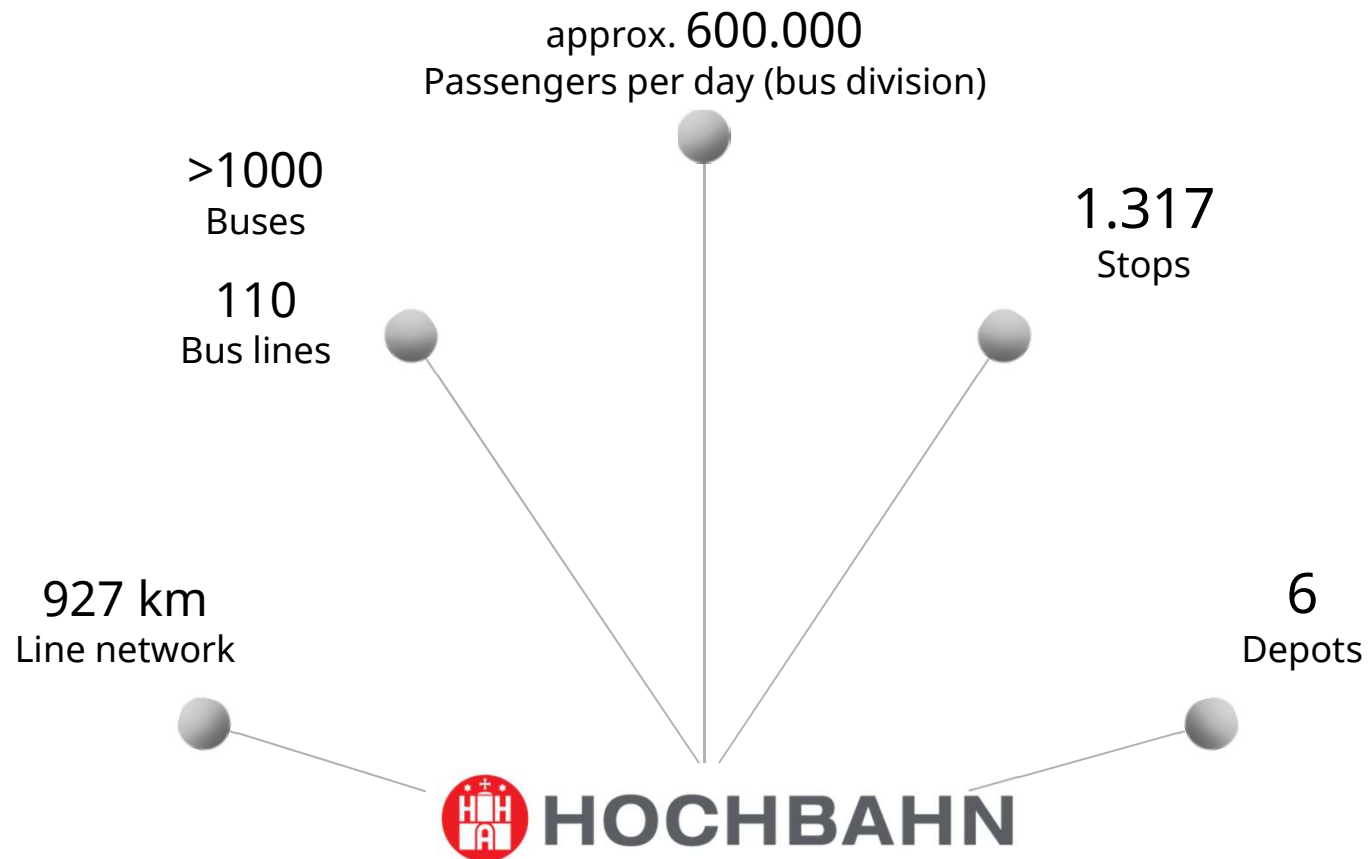 approx. 600.000
Passengers per day (bus division)
>1000
Buses
110
Bus lines
1.317
Stops
927 km
Line network
6
Depots
HH
A
HOCHBAHN